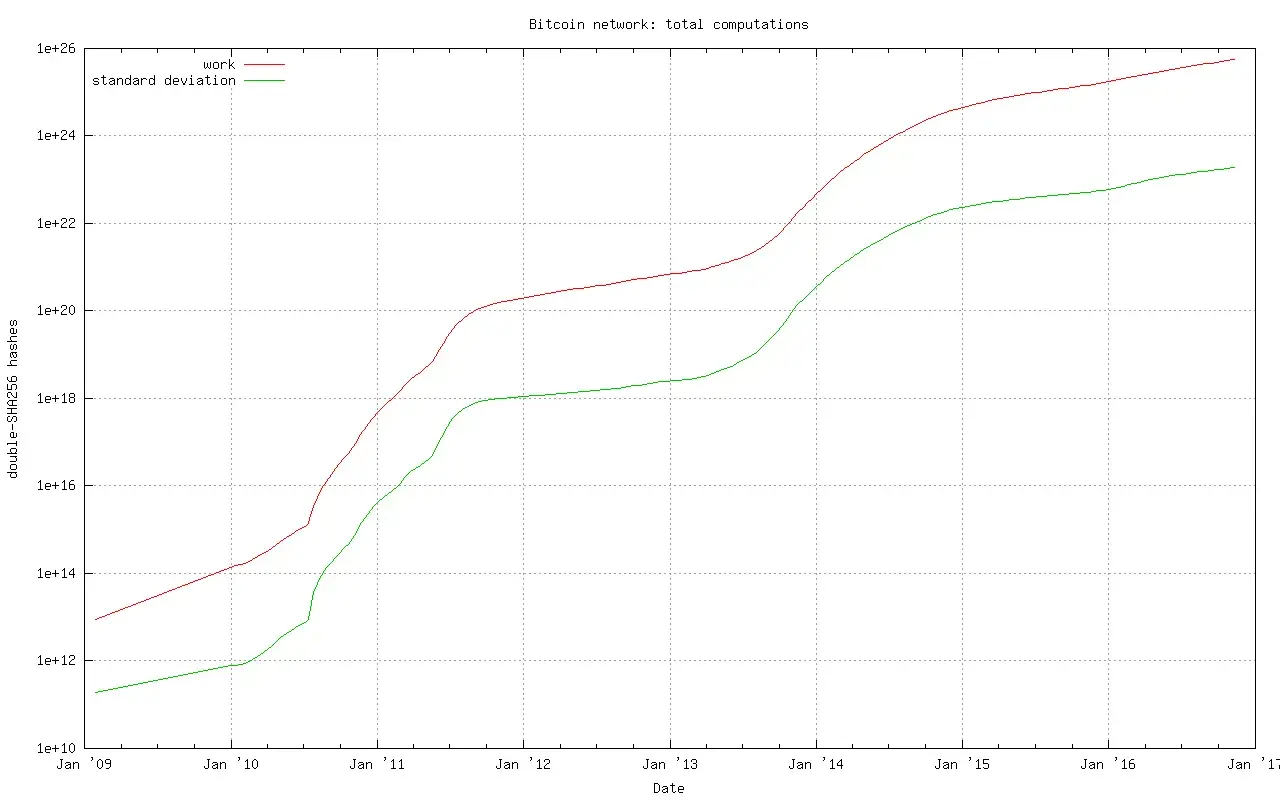 Bitcoin network: total computations
work
standard deviation
1e+26
1e+24
1e+22
1e+20
1e+18
1e+16
1e+14
1e+12
1e+10
double-SHA256 hashes
Jan '09 Jan '10 Jan '11 Jan '12 Jan '13 Jan '14 Jan '15 Jan '16 Jan '17
Date